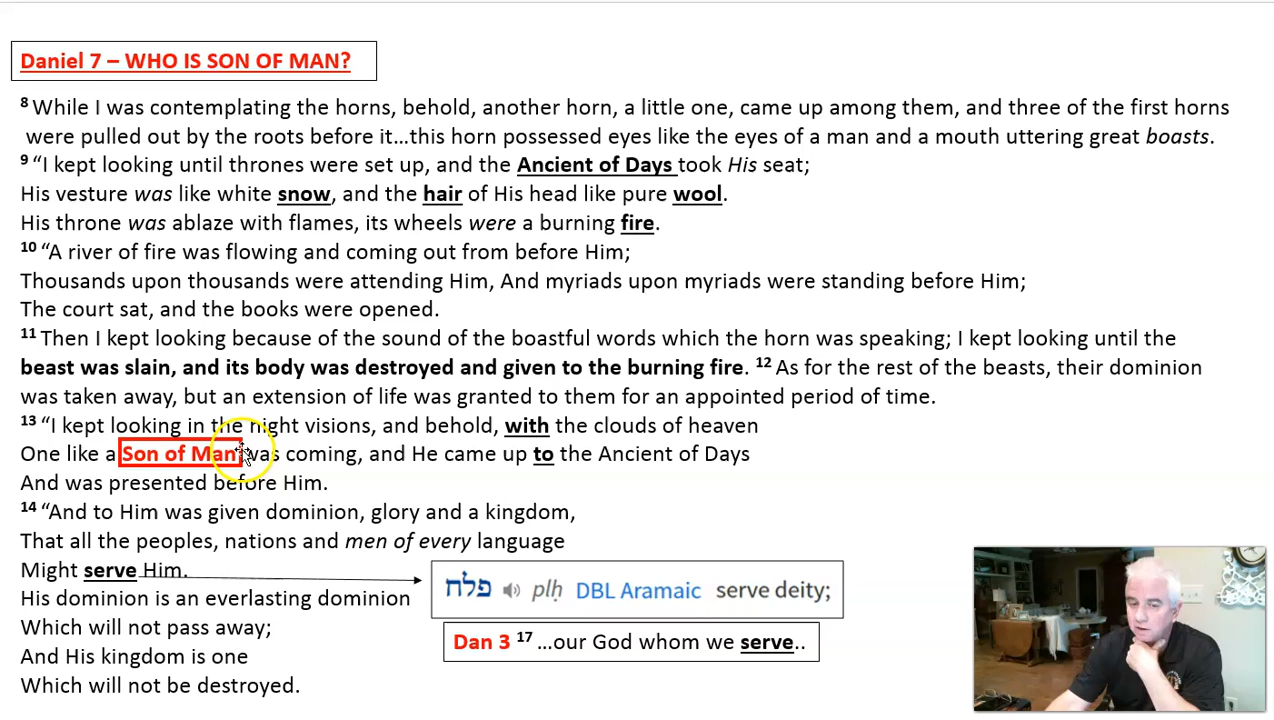 Daniel 7 – WHO IS SON OF MAN?
8 While I was contemplating the horns, behold, another horn, a little one, came up among them, and three of the first horns
were pulled out by the roots before it…this horn possessed eyes like the eyes of a man and a mouth uttering great boasts.
9 “I kept looking until thrones were set up, and the Ancient of Days took His seat;
His vesture was like white snow, and the hair of His head like pure wool.
His throne was ablaze with flames, its wheels were a burning fire.
10 “A river of fire was flowing and coming out from before Him;
Thousands upon thousands were attending Him, And myriads upon myriads were standing before Him;
The court sat, and the books were opened.
11 Then I kept looking because of the sound of the boastful words which the horn was speaking; I kept looking until the
beast was slain, and its body was destroyed and given to the burning fire. 12 As for the rest of the beasts, their dominion
was taken away, but an extension of life was granted to them for an appointed period of time.
13 “I kept looking in the night visions, and behold, with the clouds of heaven
One like a Son of Man was coming, and He came up to the Ancient of Days
And was presented before Him.
14 “And to Him was given dominion, glory and a kingdom,
That all the peoples, nations and men of every language
Might serve Him.
His dominion is an everlasting dominion
Which will not pass away;
And His kingdom is one
Which will not be destroyed.
פלח plḥ DBL Aramaic serve deity;
Dan 3 17 …our God whom we serve..